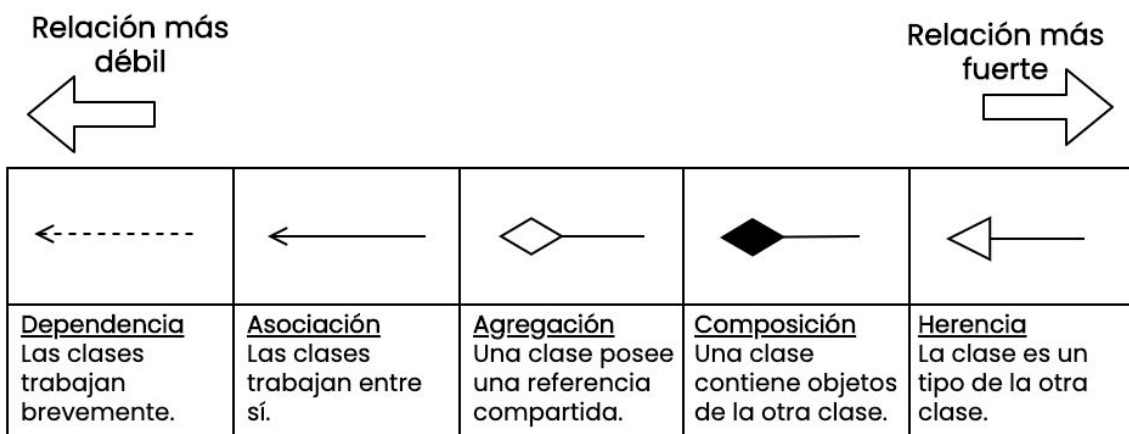 Relación más
débil
Relación más
fuerte
Dependencia
Las clases
trabajan
brevemente.
Asociación
Las clases
trabajan entre
sí.
Agregación
Una clase posee
una referencia
compartida.
Composición
Una clase
contiene objetos
de la otra clase.
Herencia
La clase es un
tipo de la otra
clase.